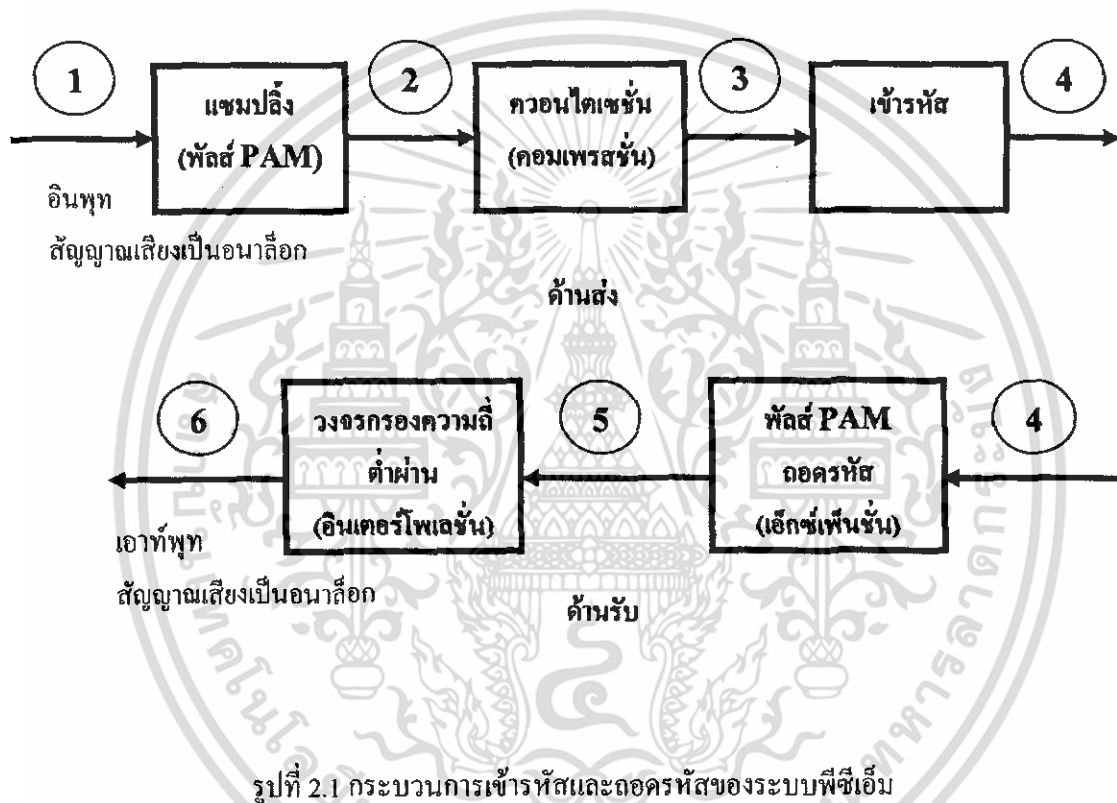 1
2
3
4
แซมปลิ้ง
(พัลส์ PAM)
ควอนไตเซชั่น
(คอมเพรสชั่น)
เข้ารหัส
อินพุท
สัญญาณเสียงเป็นอนาล็อก
ด้านส่ง
6
วงจรกรองความถี่
ต่ำผ่าน
(อินเตอร์โพเลชั่น)
5
พัลส์ PAM
ถอดรหัส
(เอ็กซ์เพ็นชั่น)
4
เอาท์พุท
สัญญาณเสียงเป็นอนาล็อก
ด้านรับ
รูปที่ 2.1 กระบวนการเข้ารหัสและถอดรหัสของระบบพีซีเอ็ม